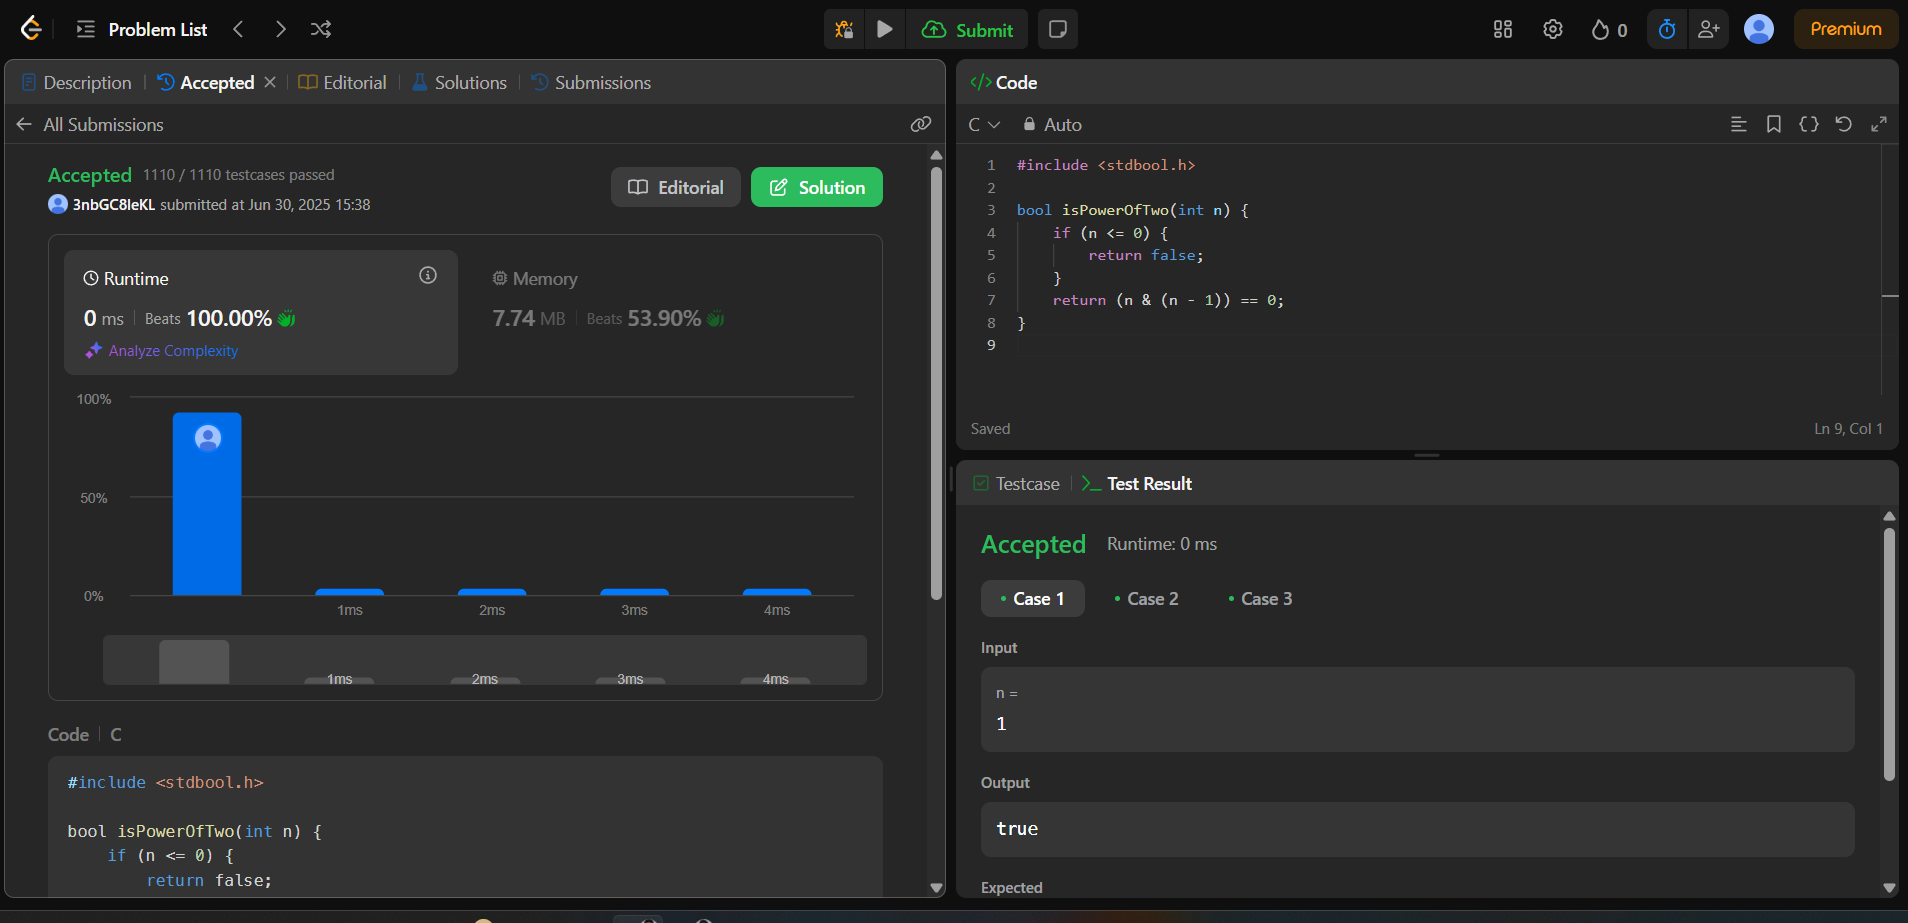 Problem List
Submit
0
Premium
Description
Accepted
Editorial
Solutions
Submissions
All Submissions
Accepted 1110 / 1110 testcases passed
3nbGC8leKL submitted at Jun 30, 2025 15:38
Editorial
Solution
Runtime
0 ms Beats 100.00%
Analyze Complexity
Memory
7.74 MB Beats 53.90%
100%
50%
0%
1ms 2ms 3ms 4ms
1ms 2ms 3ms 4ms
Code C
#include <stdbool.h>
bool isPowerOfTwo(int n) {
if (n <= 0) {
return false;
</> Code
C Auto
1 #include <stdbool.h>
2
3 bool isPowerOfTwo(int n) {
4 if (n <= 0) {
5 return false;
6 }
7 return (n & (n - 1)) == 0;
8 }
9
Saved
Ln 9, Col 1
Testcase
Test Result
Accepted Runtime: 0 ms
Case 1 Case 2 Case 3
Input
n =
1
Output
true
Expected